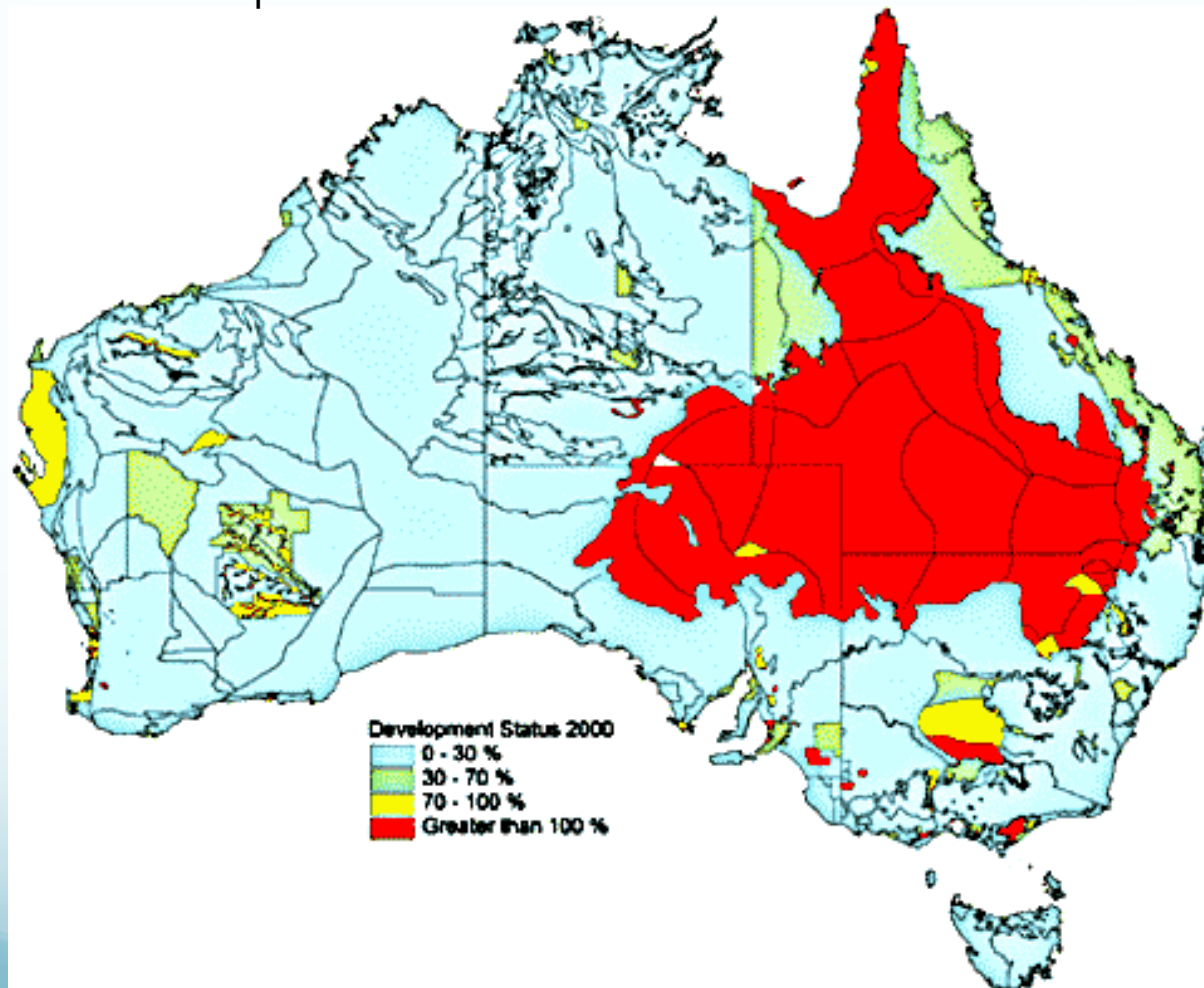 Development Status 2000
0 - 30 %
30 - 70 %
70 - 100 %
Greater than 100 %